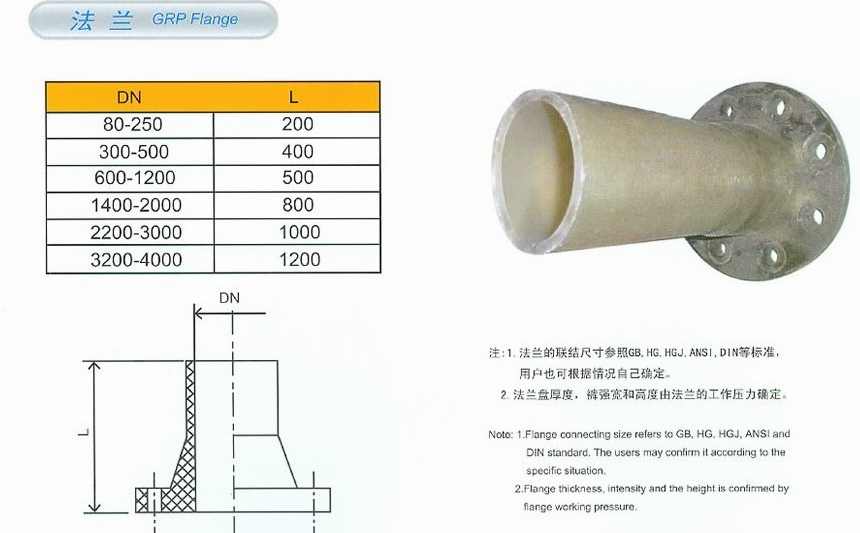 法 兰 GRP Flange
DN L
80-250 200
300-500 400
600-1200 500
1400-2000 800
2200-3000 1000
3200-4000 1200
DN
L
注:1. 法兰的联结尺寸参照GB, HG, HGJ, ANSI, DIN等标准,
用户也可根据情况自己确定。
2. 法兰盘厚度, 裤强宽和高度由法兰的工作压力确定。
Note: 1.Flange connecting size refers to GB, HG, HGJ, ANSI and
DIN standard. The users may confirm it according to the
specific situation.
2.Flange thickness, intensity and the height is confirmed by
flange working pressure.